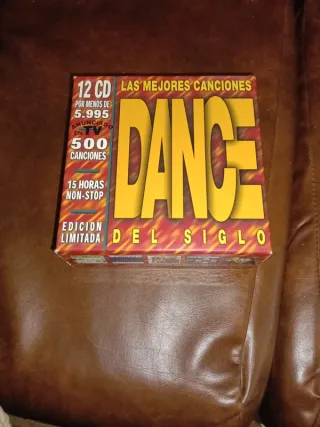 12 CD
POR MENOS DE
5.995
ANUNCIADO
EN TV
500
CANCIONES
15 HORAS
NON-STOP
EDICION
LIMITADA
LAS MEJORES CANCIONES
DANCE
DEL SIGLO